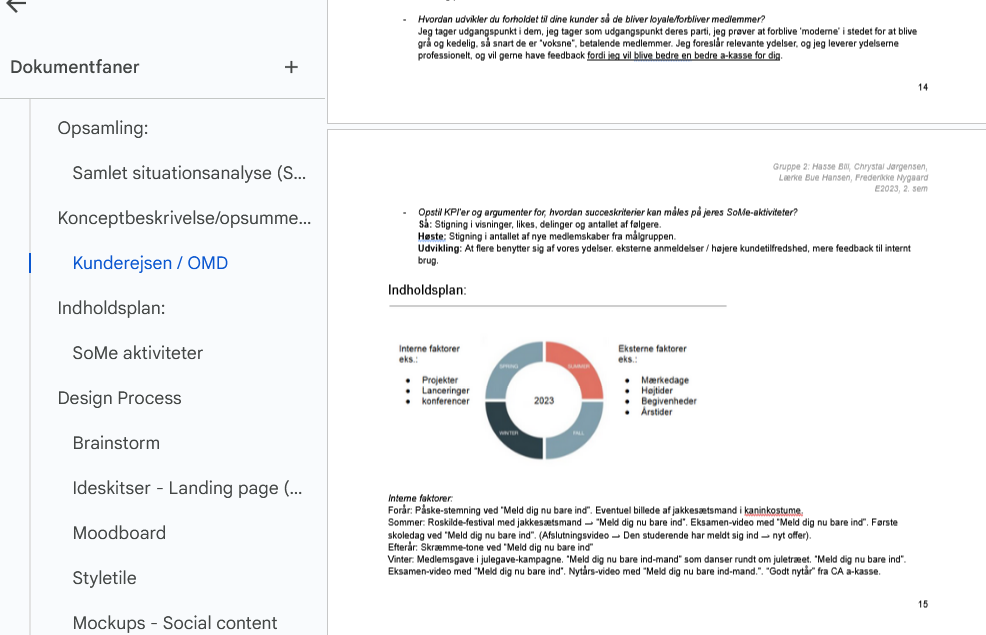 Dokumentfaner
Opsamling:
Samlet situationsanalyse (S...
Konceptbeskrivelse/opsumme...
Kunderejsen / OMD
Indholdsplan:
SoMe aktiviteter
Design Process
Brainstorm
Ideskitser - Landing page (...
Moodboard
Styletile
Mockups - Social content
- Hvordan udvikler du forholdet til dine kunder så de bliver loyale/forbliver medlemmer?
Jeg tager udgangspunkt i dem, jeg tager som udgangspunkt deres parti, jeg prøver at forblive 'moderne' i stedet for at blive
grå og kedelig, så snart de er "voksne", betalende medlemmer. Jeg foreslår relevante ydelser, og jeg leverer ydelserne
professionelt, og vil gerne have feedback fordi jeg vil blive bedre en bedre a-kasse for dig.
14
Gruppe 2: Hasse Bill, Chrystal Jørgensen,
Lærke Bue Hansen, Frederikke Nygaard
E2023, 2. sem
- Opstil KPI'er og argumenter for, hvordan succeskriterier kan måles på jeres SoMe-aktiviteter?
Så: Stigning i visninger, likes, delinger og antallet af følgere.
Høste: Stigning i antallet af nye medlemskaber fra målgruppen.
Udvikling: At flere benytter sig af vores ydelser. eksterne anmeldelser / højere kundetilfredshed, mere feedback til internt
brug.
Indholdsplan:
Interne faktorer
eks.:
● Projekter
● Lanceringer
● konferencer
SPRING
SUMMER
2023
WINTER
FALL
Eksterne faktorer
eks.:
● Mærkedage
● Højtider
● Begivenheder
● Årstider
Interne faktorer:
Forår: Påske-stemning ved "Meld dig nu bare ind". Eventuel billede af jakkesætsmand i kaninkostume.
Sommer: Roskilde-festival med jakkesætsmand → "Meld dig nu bare ind". Eksamen-video med "Meld dig nu bare ind". Første
skoledag ved "Meld dig nu bare ind". (Afslutningsvideo → Den studerende har meldt sig ind → nyt offer).
Efterår: Skræmme-tone ved "Meld dig nu bare ind"
Vinter: Medlemsgave i julegave-kampagne. "Meld dig nu bare ind-mand" som danser rundt om juletræet. "Meld dig nu bare ind".
Eksamen-video med "Meld dig nu bare ind". Nytårs-video med "Meld dig nu bare ind-mand.". "Godt nytår" fra CA a-kasse.
15